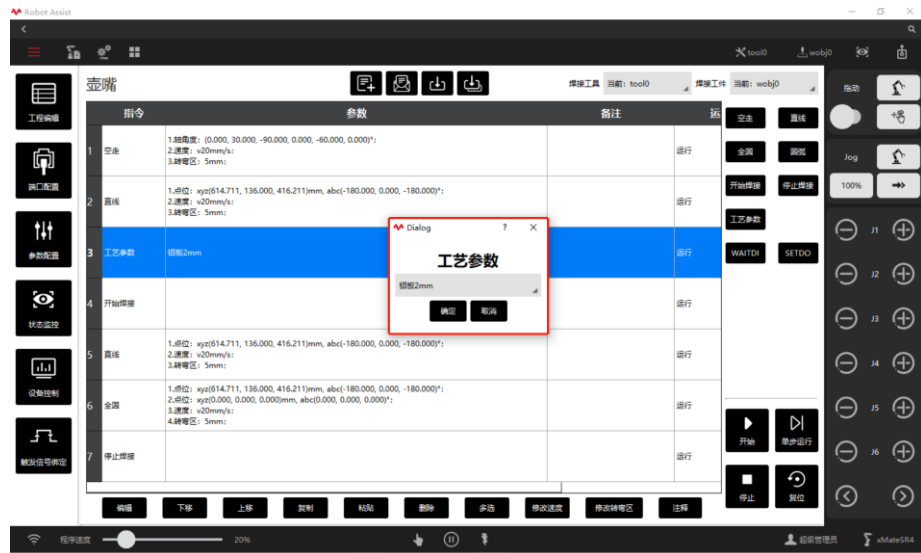 Robot Assist
tool0
wobj0
壶嘴
焊接工具
当前: tool0
焊接工件
当前: wobj0
指令
参数
备注
运
1
空走
1.轴角度: (0.000, 30.000, -90.000, 0.000, -60.000, 0.000)°;
2.速度: v20mm/s;
3.转弯区: 5mm;
运行
2
直线
1.点位: xyz(614.711, 136.000, 416.211)mm, abc(-180.000, 0.000, -180.000)°;
2.速度: v20mm/s;
3.转弯区: 5mm;
运行
3
工艺参数
铝板2mm
运行
4
开始焊接
运行
5
直线
1.点位: xyz(614.711, 136.000, 416.211)mm, abc(-180.000, 0.000, -180.000)°;
2.速度: v20mm/s;
3.转弯区: 5mm;
运行
6
全圆
1.点位: xyz(614.711, 136.000, 416.211)mm, abc(-180.000, 0.000, -180.000)°;
2.点位: xyz(0.000, 0.000, 0.000)mm, abc(0.000, 0.000, 0.000)°;
3.速度: v20mm/s;
4.转弯区: 5mm;
运行
7
停止焊接
运行
Dialog
?
工艺参数
铝板2mm
确定
取消
工程编辑
端口配置
参数配置
状态监控
设备控制
触发信号绑定
空走
直线
全圆
圆弧
开始焊接
停止焊接
工艺参数
WAITDI
SETDO
开始
单步运行
停止
复位
拖动
Jog
100%
J1
J2
J3
J4
J5
J6
编辑
下移
上移
复制
粘贴
删除
多选
修改速度
修改转弯区
注释
程序速度
20%
超级管理员
xMateSR4